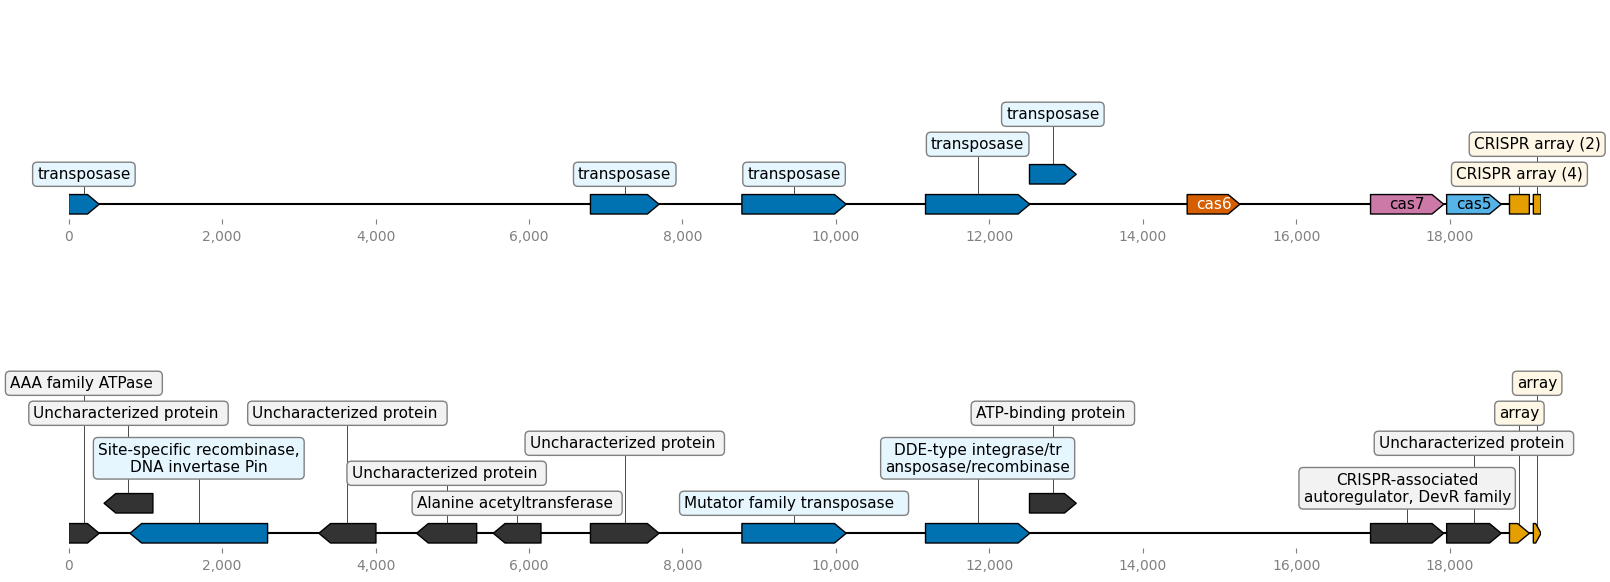 transposase
transposase
CRISPR array (2)
transposase
transposase
transposase
CRISPR array (4)
cas6
cas7
cas5
0
2,000
4,000
6,000
8,000
10,000
12,000
14,000
16,000
18,000
AAA family ATPase
array
Uncharacterized protein
Uncharacterized protein
ATP-binding protein
array
Site-specific recombinase,
DNA invertase Pin
Uncharacterized protein
DDE-type integrase/tr
ansposase/recombinase
Uncharacterized protein
Uncharacterized protein
CRISPR-associated
autoregulator, DevR family
Alanine acetyltransferase
Mutator family transposase
0
2,000
4,000
6,000
8,000
10,000
12,000
14,000
16,000
18,000